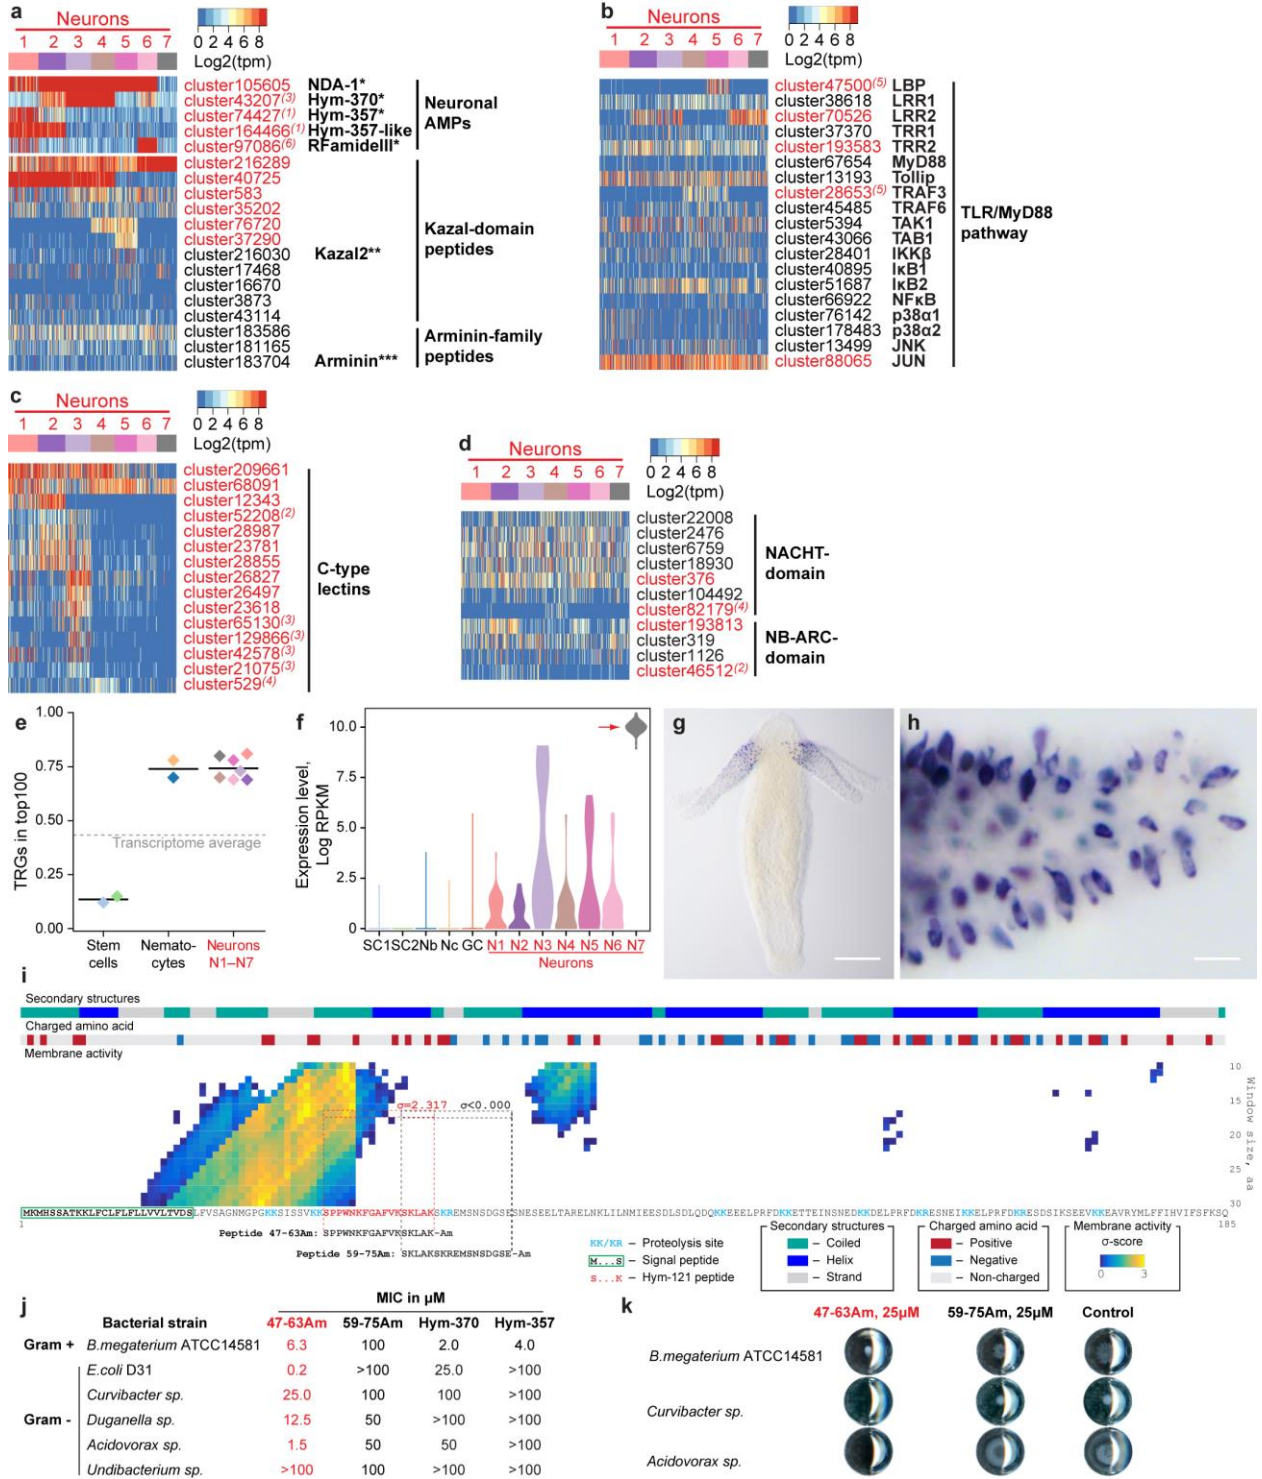 a
Neurons
1 2 3 4 5 6 7
0 2 4 6 8
Log2(tpm)
cluster105605 NDA-1*
cluster43207(3) Hym-370*
cluster74427(1) Hym-357*
cluster164466(1) Hym-357-like
cluster97086(6) RFamideIII*
Neuronal
AMPs
cluster216289
cluster40725
cluster583
cluster35202
cluster76720
cluster37290
cluster216030 Kazal2**
cluster17468
cluster16670
cluster3873
cluster43114
Kazal-domain
peptides
cluster183586
cluster181165
cluster183704 Arminin***
Arminin-family
peptides
b
Neurons
1 2 3 4 5 6 7
0 2 4 6 8
Log2(tpm)
cluster47500(5) LBP
cluster38618 LRR1
cluster70526 LRR2
cluster37370 TRR1
cluster193583 TRR2
cluster67654 MyD88
cluster13193 Tollip
cluster28653(5) TRAF3
cluster45485 TRAF6
cluster5394 TAK1
cluster43066 TAB1
cluster28401 IKKβ
cluster40895 IκB1
cluster51687 IκB2
cluster66922 NFκB
cluster76142 p38α1
cluster178483 p38α2
cluster13499 JNK
cluster88065 JUN
TLR/MyD88
pathway
c
Neurons
1 2 3 4 5 6 7
0 2 4 6 8
Log2(tpm)
cluster209661
cluster68091
cluster12343
cluster52208(2)
cluster28987
cluster23781
cluster28855
cluster26827
cluster26497
cluster23618
cluster65130(3)
cluster129866(3)
cluster42578(3)
cluster21075(3)
cluster529(4)
C-type
lectins
d
Neurons
1 2 3 4 5 6 7
0 2 4 6 8
Log2(tpm)
cluster22008
cluster2476
cluster6759
cluster18930
cluster376
cluster104492
cluster82179(4)
cluster193813
cluster319
cluster1126
cluster46512(2)
NACHT-
domain
NB-ARC-
domain
e
TRGs in top100
1.00
0.75
0.50
0.25
0.00
Transcriptome average
Stem
cells
Nemato-
cytes
Neurons
N1–N7
f
Expression level,
Log RPKM
10.0
7.5
5.0
2.5
0
SC1 SC2 Nb Nc GC N1 N2 N3 N4 N5 N6 N7
Neurons
g
h
i
Secondary structures
Charged amino acid
Membrane activity
σ=2.317 σ<0.000
10
15
20
25
30
Window size, aa
MKMHSSATKKLFCLFLFLLVVLTVDSLFVSAGNMGPGKKSISSVKKSPPWNKFGAFVKSKLAKSKREMSNSDGSESNESEELTARELNKLILNMIEESDLSDLQDQKKEEELPRFDKKETTEINSNEDKKDELPRFDKRESNEIKKELPRFDKRESDSIKSEEVKKEAVRYMLFFIHVIFSFKSQ
1 185
Peptide 47-63Am: SPPWNKFGAFVKSKLAK-Am
Peptide 59-75Am: SKLAKSKREMSNSDGSE-Am
KK/KR – Proteolysis site
M...S – Signal peptide
S...K – Hym-121 peptide
Secondary structures
– Coiled
– Helix
– Strand
Charged amino acid
– Positive
– Negative
– Non-charged
Membrane activity
σ-score
0 3
j
MIC in µM
Bacterial strain 47-63Am 59-75Am Hym-370 Hym-357
Gram + B.megaterium ATCC14581 6.3 100 2.0 4.0
E.coli D31 0.2 >100 25.0 >100
Curvibacter sp. 25.0 100 100 >100
Gram - Duganella sp. 12.5 50 >100 >100
Acidovorax sp. 1.5 50 50 >100
Undibacterium sp. >100 100 >100 >100
k
47-63Am, 25µM 59-75Am, 25µM Control
B.megaterium ATCC14581
Curvibacter sp.
Acidovorax sp.